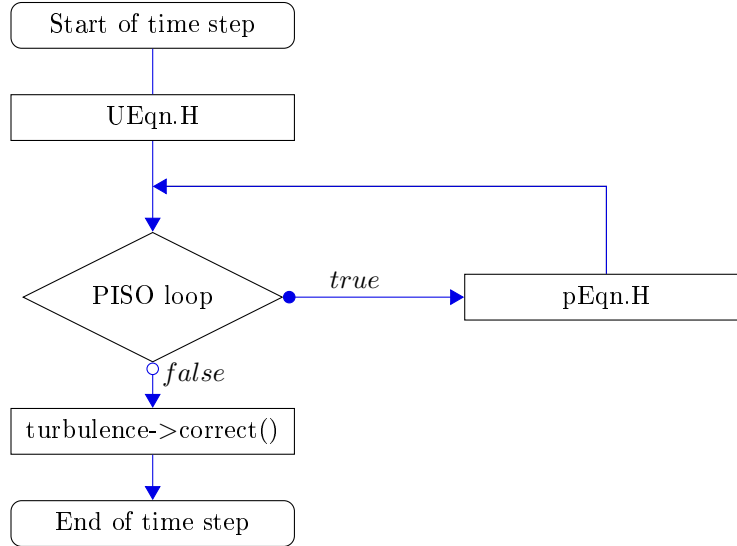 Start of time step
UEqn.H
PISO loop
true
pEqn.H
false
turbulence->correct()
End of time step